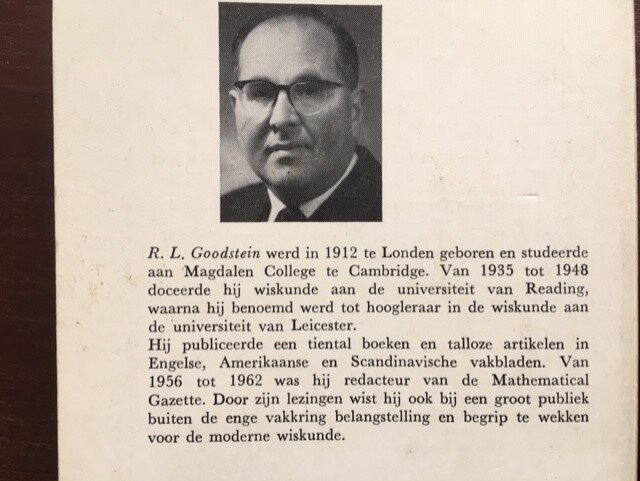 R. L. Goodstein werd in 1912 te Londen geboren en studeerde
aan Magdalen College te Cambridge. Van 1935 tot 1948
doceerde hij wiskunde aan de universiteit van Reading,
waarna hij benoemd werd tot hoogleraar in de wiskunde aan
de universiteit van Leicester.
Hij publiceerde een tiental boeken en talloze artikelen in
Engelse, Amerikaanse en Scandinavische vakbladen. Van
1956 tot 1962 was hij redacteur van de Mathematical
Gazette. Door zijn lezingen wist hij ook bij een groot publiek
buiten de enge vakkring belangstelling en begrip te wekken
voor de moderne wiskunde.